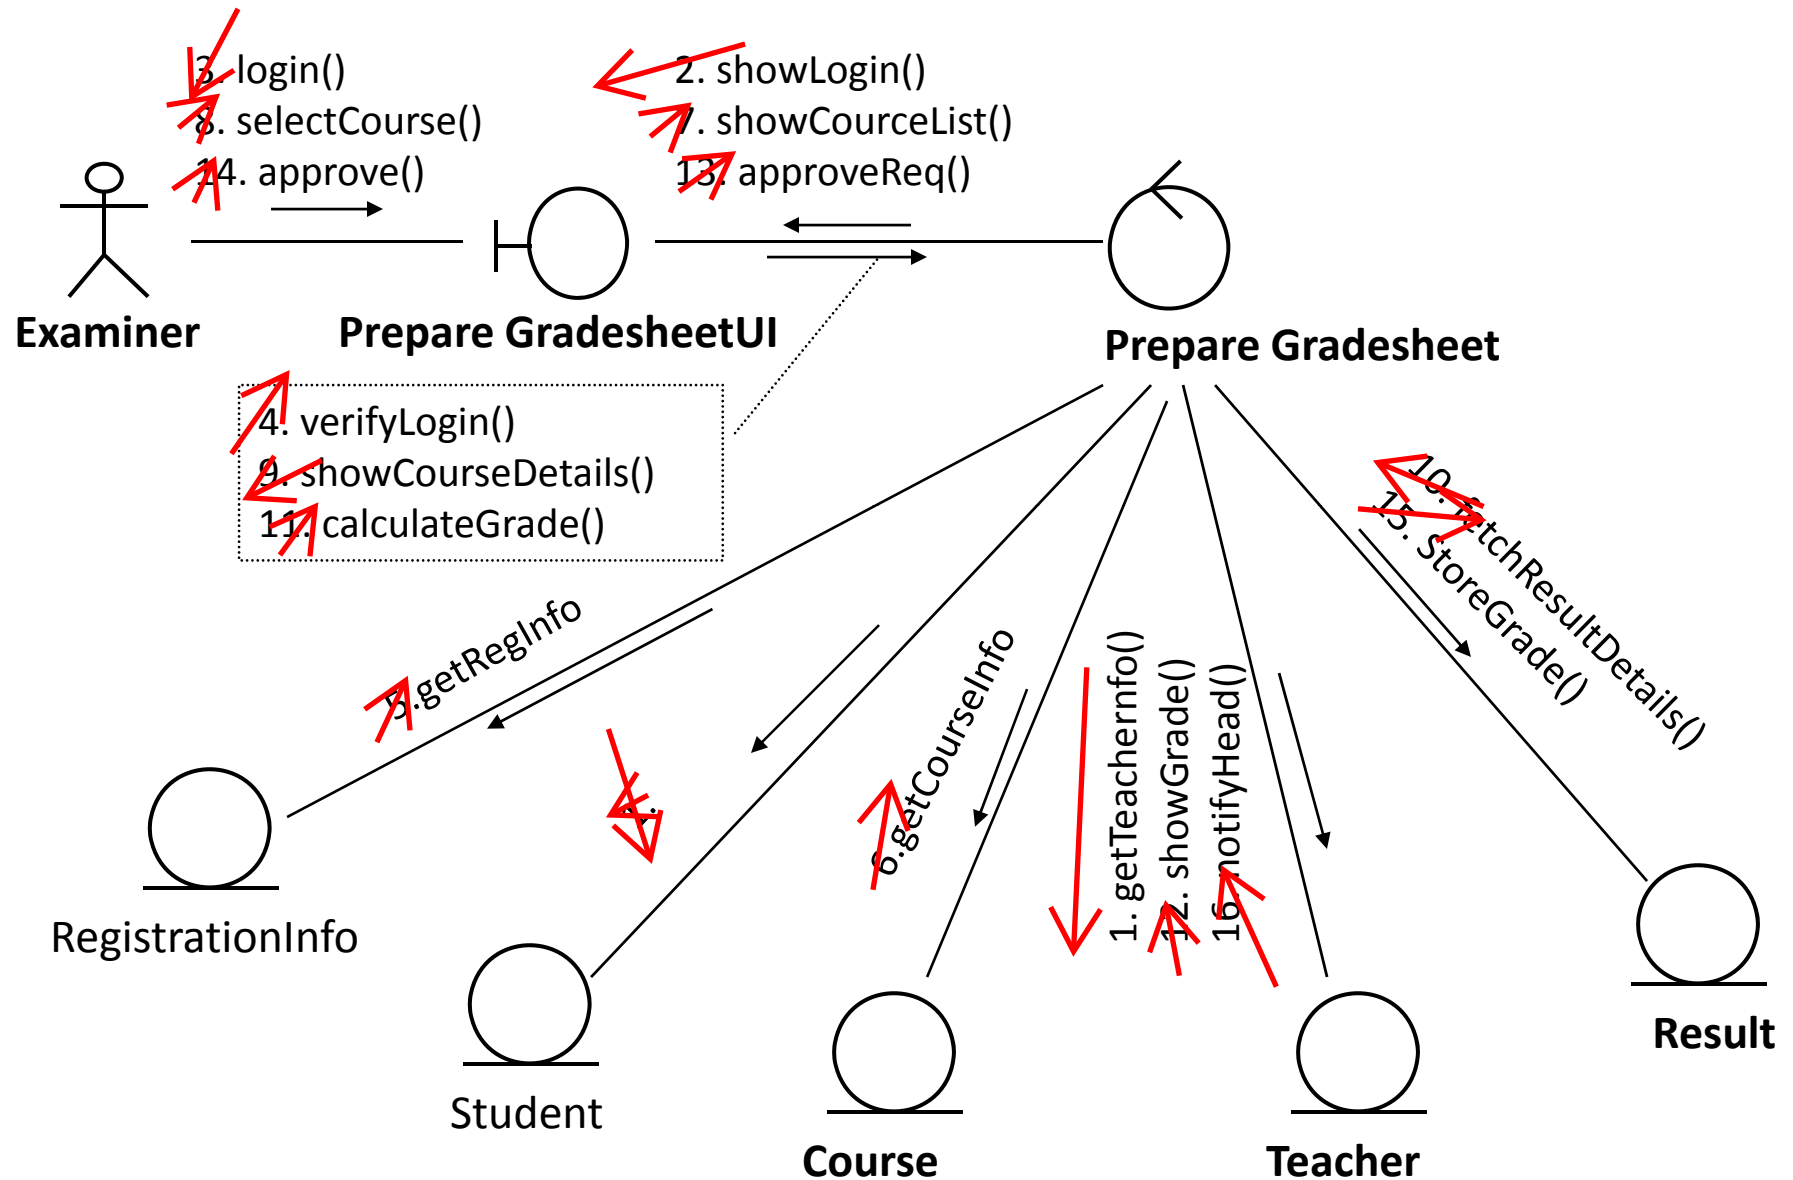 3. login()
8. selectCourse()
14. approve()
2. showLogin()
7. showCourceList()
13. approveReq()
Examiner
Prepare GradesheetUI
Prepare Gradesheet
4. verifyLogin()
9. showCourseDetails()
11. calculateGrade()
10. fetchResultDetails()
15. StoreGrade()
5.getRegInfo
6.getCourseInfo
1. getTeachernfo()
12. showGrade()
16. notifyHead()
RegistrationInfo
Student
Course
Teacher
Result